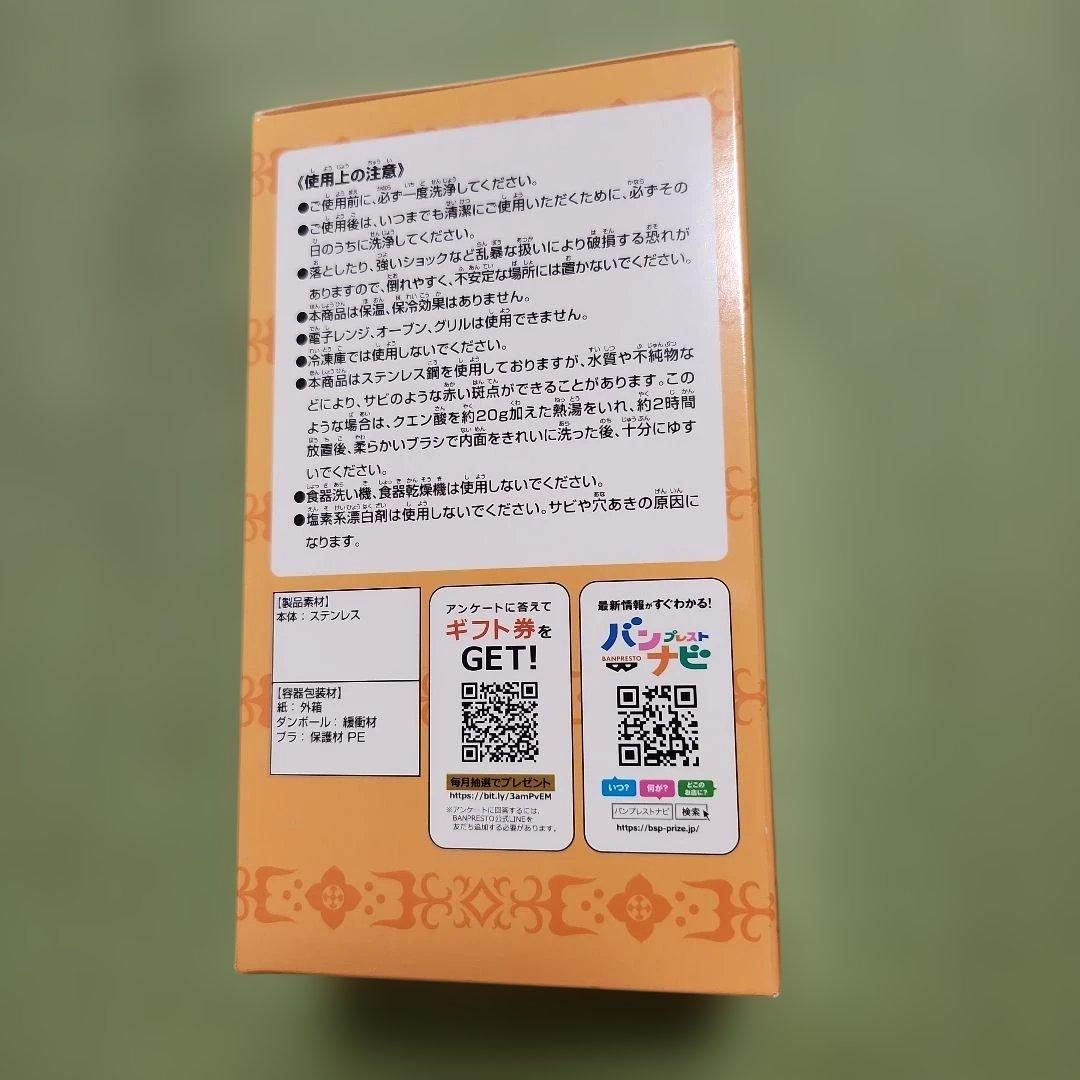 《使用上の注意》
●ご使用前に、必ず一度洗浄してください。
●ご使用後は、いつまでも清潔にご使用いただくために、必ずその
日のうちに洗浄してください。
●落としたり、強いショックなど乱暴な扱いにより破損する恐れが
ありますので、倒れやすく、不安定な場所には置かないでください。
●本商品は保温、保冷効果はありません。
●電子レンジ、オーブン、グリルは使用できません。
●冷凍庫では使用しないでください。
●本商品はステンレス鋼を使用しておりますが、水質や不純物な
どにより、サビのような赤い斑点ができることがあります。この
ような場合は、クエン酸を約20g加えた熱湯をいれ、約2時間
放置後、柔らかいブラシで内面をきれいに洗った後、十分にゆす
いでください。
●食器洗い機、食器乾燥機は使用しないでください。
●塩素系漂白剤は使用しないでください。サビや穴あきの原因に
なります。
【製品素材】
本体：ステンレス
【容器包装材】
紙：外箱
ダンボール：緩衝材
プラ：保護材 PE
アンケートに答えて
ギフト券を
GET!
毎月抽選でプレゼント
https://bit.ly/3amPvEM
※アンケートに回答するには、
BANPRESTO公式LINEを
友だち追加する必要があります。
最新情報がすぐわかる!
バンプレスト
BANPRESTO
ナビ
いつ? 何が? どこの
お店に?
バンプレストナビ 検索
https://bsp-prize.jp/